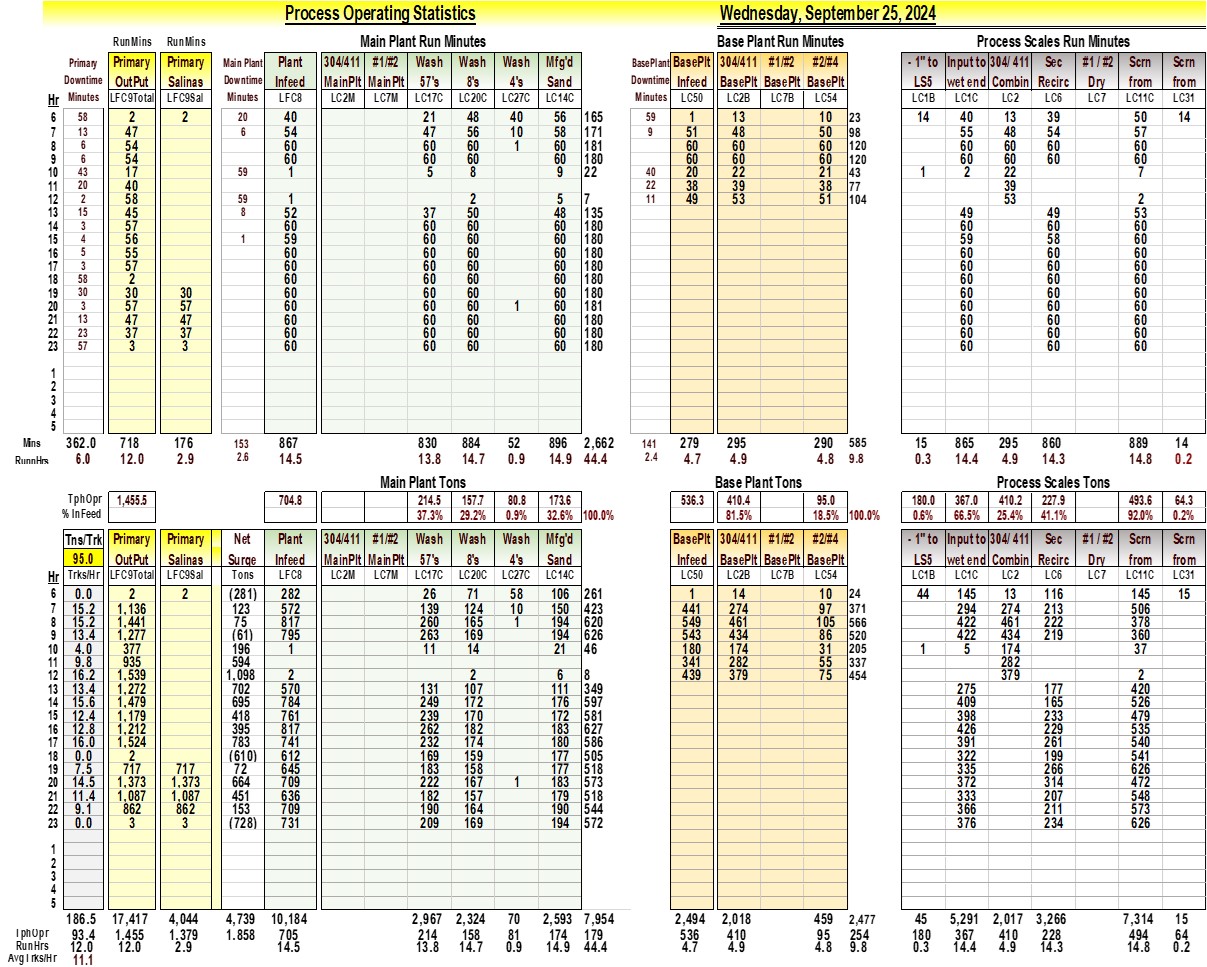 Process Operating Statistics Wednesday, September 25, 2024
RunMins RunMins Main Plant Run Minutes Base Plant Run Minutes Process Scales Run Minutes
Primary Primary Primary Main Plant Plant 304/411 #1/#2 Wash Wash Wash Mfg'd BasePlant BasePlt 304/411 #1/#2 #2/#4 - 1" to Input to 304/ 411 Sec #1 / #2 Scrn Scrn
Downtime OutPut Salinas Downtime Infeed MainPlt MainPlt 57's 8's 4's Sand Downtime Infeed BasePlt BasePlt BasePlt LS5 wet end Combin Recirc Dry from from
Hr Minutes LFC9Total LFC9Sal Minutes LFC8 LC2M LC7M LC17C LC20C LC27C LC14C Minutes LC50 LC2B LC7B LC54 LC1B LC1C LC2 LC6 LC7 LC11C LC31
6 58 2 2 20 40 21 48 40 56 165 59 1 13 10 23 14 40 13 39 50 14
7 13 47 6 54 47 56 10 58 171 9 51 48 50 98 55 48 54 57
8 6 54 60 60 60 1 60 181 60 60 60 120 60 60 60 60
9 6 54 60 60 60 60 180 60 60 60 120 60 60 60 60
10 43 17 59 1 5 8 9 22 40 20 22 21 43 1 2 22 7
11 20 40 22 38 39 38 77 39
12 2 58 59 1 2 5 7 11 49 53 51 104 53 2
13 15 45 8 52 37 50 48 135 49 49 53
14 3 57 60 60 60 60 180 60 60 60
15 4 56 1 59 60 60 60 180 59 58 60
16 5 55 60 60 60 60 180 60 60 60
17 3 57 60 60 60 60 180 60 60 60
18 58 2 60 60 60 60 180 60 60 60
19 30 30 30 60 60 60 60 180 60 60 60
20 3 57 57 60 60 60 1 60 181 60 60 60
21 13 47 47 60 60 60 60 180 60 60 60
22 23 37 37 60 60 60 60 180 60 60 60
23 57 3 3 60 60 60 60 180 60 60 60
1
2
3
4
5
Mins 362.0 718 176 153 867 830 884 52 896 2,662 141 279 295 290 585 15 865 295 860 889 14
RunnHrs 6.0 12.0 2.9 2.6 14.5 13.8 14.7 0.9 14.9 44.4 2.4 4.7 4.9 4.8 9.8 0.3 14.4 4.9 14.3 14.8 0.2
Main Plant Tons Base Plant Tons Process Scales Tons
TphOpr 1,455.5 704.8 214.5 157.7 80.8 173.6 536.3 410.4 95.0 180.0 367.0 410.2 227.9 493.6 64.3
% InFeed 37.3% 29.2% 0.9% 32.6% 100.0% 81.5% 18.5% 100.0% 0.6% 66.5% 25.4% 41.1% 92.0% 0.2%
Tns/Trk Primary Primary Net Plant 304/411 #1/#2 Wash Wash Wash Mfg'd BasePlt 304/411 #1/#2 #2/#4 - 1" to Input to 304/ 411 Sec #1 / #2 Scrn Scrn
95.0 OutPut Salinas Surge Infeed MainPlt MainPlt 57's 8's 4's Sand Infeed BasePlt BasePlt BasePlt LS5 wet end Combin Recirc Dry from from
Hr Trks/Hr LFC9Total LFC9Sal Tons LFC8 LC2M LC7M LC17C LC20C LC27C LC14C LC50 LC2B LC7B LC54 LC1B LC1C LC2 LC6 LC7 LC11C LC31
6 0.0 2 2 (281) 282 26 71 58 106 261 1 14 10 24 44 145 13 116 145 15
7 15.2 1,136 123 572 139 124 10 150 423 441 274 97 371 294 274 213 506
8 15.2 1,441 75 817 260 165 1 194 620 549 461 105 566 422 461 222 378
9 13.4 1,277 (61) 795 263 169 194 626 543 434 86 520 422 434 219 360
10 4.0 377 196 1 11 14 21 46 180 174 31 205 1 5 174 37
11 9.8 935 594 341 282 55 337 282
12 16.2 1,539 1,098 2 2 6 8 439 379 75 454 379 2
13 13.4 1,272 702 570 131 107 111 349 275 177 420
14 15.6 1,479 695 784 249 172 176 597 409 165 526
15 12.4 1,179 418 761 239 170 172 581 398 233 479
16 12.8 1,212 395 817 262 182 183 627 426 229 535
17 16.0 1,524 783 741 232 174 180 586 391 261 540
18 0.0 2 (610) 612 169 159 177 505 322 199 541
19 7.5 717 717 72 645 183 158 177 518 335 266 626
20 14.5 1,373 1,373 664 709 222 167 1 183 573 372 314 472
21 11.4 1,087 1,087 451 636 182 157 179 518 333 207 548
22 9.1 862 862 153 709 190 164 190 544 366 211 573
23 0.0 3 3 (728) 731 209 169 194 572 376 234 626
1
2
3
4
5
186.5 17,417 4,044 4,739 10,184 2,967 2,324 70 2,593 7,954 2,494 2,018 459 2,477 45 5,291 2,017 3,266 7,314 15
TphOpr 93.4 1,455 1,379 1.858 705 214 158 81 174 179 536 410 95 254 180 367 410 228 494 64
RunHrs 12.0 12.0 2.9 14.5 13.8 14.7 0.9 14.9 44.4 4.7 4.9 4.8 9.8 0.3 14.4 4.9 14.3 14.8 0.2
AvgTrks/Hr 11.1